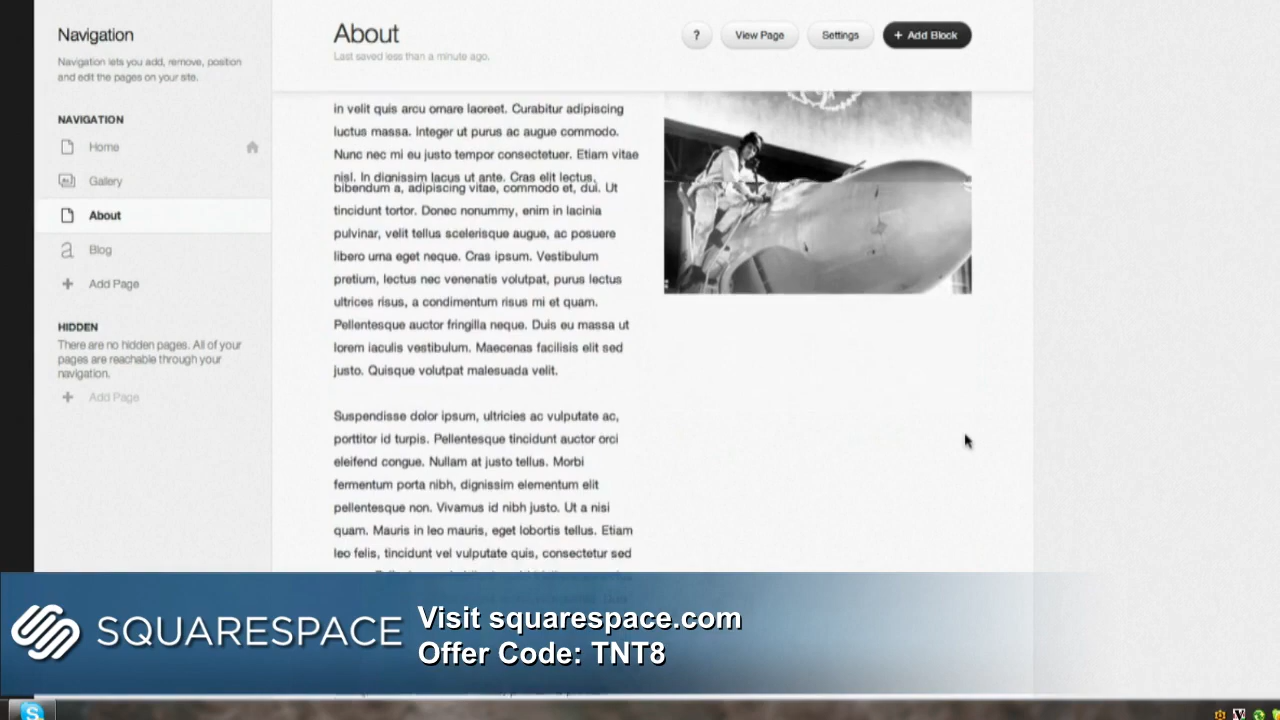 Navigation
Navigation lets you add, remove, position
and edit the pages on your site.
NAVIGATION
Home
Gallery
About
Blog
+ Add Page
HIDDEN
There are no hidden pages. All of your
pages are reachable through your
navigation.
+ Add Page
About
Last saved less than a minute ago.
?
View Page
Settings
+ Add Block
in velit quis arcu ornare laoreet. Curabitur adipiscing
luctus massa. Integer ut purus ac augue commodo.
Nunc nec mi eu justo tempor consectetuer. Etiam vitae
nisl. In dignissim lacus ut ante. Cras elit lectus,
bibendum a, adipiscing vitae, commodo et, dui. Ut
tincidunt tortor. Donec nonummy, enim in lacinia
pulvinar, velit tellus scelerisque augue, ac posuere
libero urna eget neque. Cras ipsum. Vestibulum
pretium, lectus nec venenatis volutpat, purus lectus
ultrices risus, a condimentum risus mi et quam.
Pellentesque auctor fringilla neque. Duis eu massa ut
lorem iaculis vestibulum. Maecenas facilisis elit sed
justo. Quisque volutpat malesuada velit.
Suspendisse dolor ipsum, ultricies ac vulputate ac,
porttitor id turpis. Pellentesque tincidunt auctor orci
eleifend congue. Nullam at justo tellus. Morbi
fermentum porta nibh, dignissim elementum elit
pellentesque non. Vivamus id nibh justo. Ut a nisi
quam. Mauris in leo mauris, eget lobortis tellus. Etiam
leo felis, tincidunt vel vulputate quis, consectetur sed
SQUARESPACE
Visit squarespace.com
Offer Code: TNT8